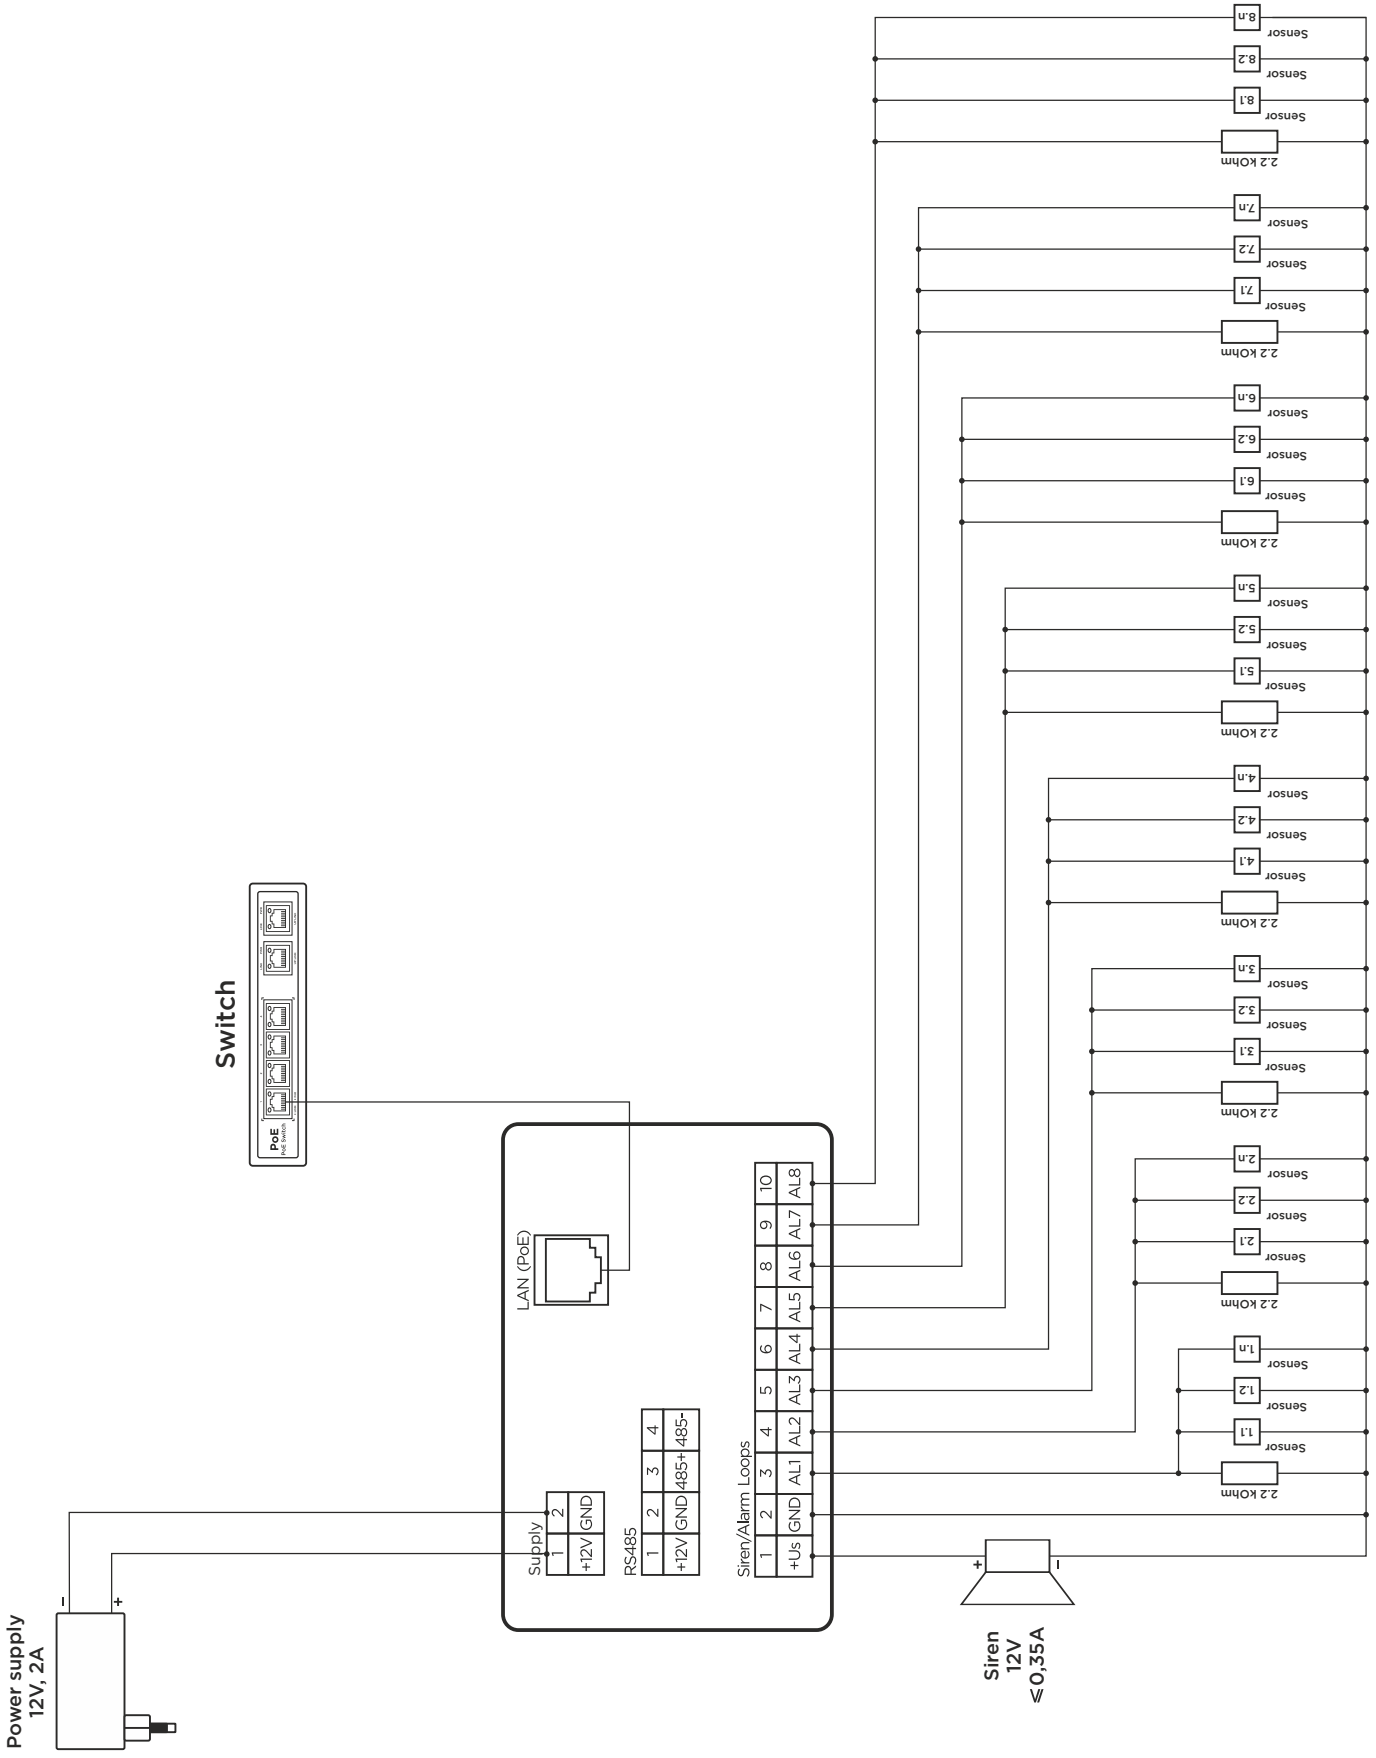 Power supply
12V, 2A
-
+
Switch
PoE
PoE Switch
LAN (PoE)
Supply
1
2
+12V
GND
RS485
1
2
3
4
+12V
GND
485+
485-
Siren/Alarm Loops
1
2
3
4
5
6
7
8
9
10
+Us
GND
AL1
AL2
AL3
AL4
AL5
AL6
AL7
AL8
+
-
Siren
12V
⩽0,35A
8.n
Sensor
8.2
Sensor
8.1
Sensor
2.2 kOhm
7.n
Sensor
7.2
Sensor
7.1
Sensor
2.2 kOhm
6.n
Sensor
6.2
Sensor
6.1
Sensor
2.2 kOhm
5.n
Sensor
5.2
Sensor
5.1
Sensor
2.2 kOhm
4.n
Sensor
4.2
Sensor
4.1
Sensor
2.2 kOhm
3.n
Sensor
3.2
Sensor
3.1
Sensor
2.2 kOhm
2.n
Sensor
2.2
Sensor
2.1
Sensor
2.2 kOhm
1.n
Sensor
1.2
Sensor
1.1
Sensor
2.2 kOhm